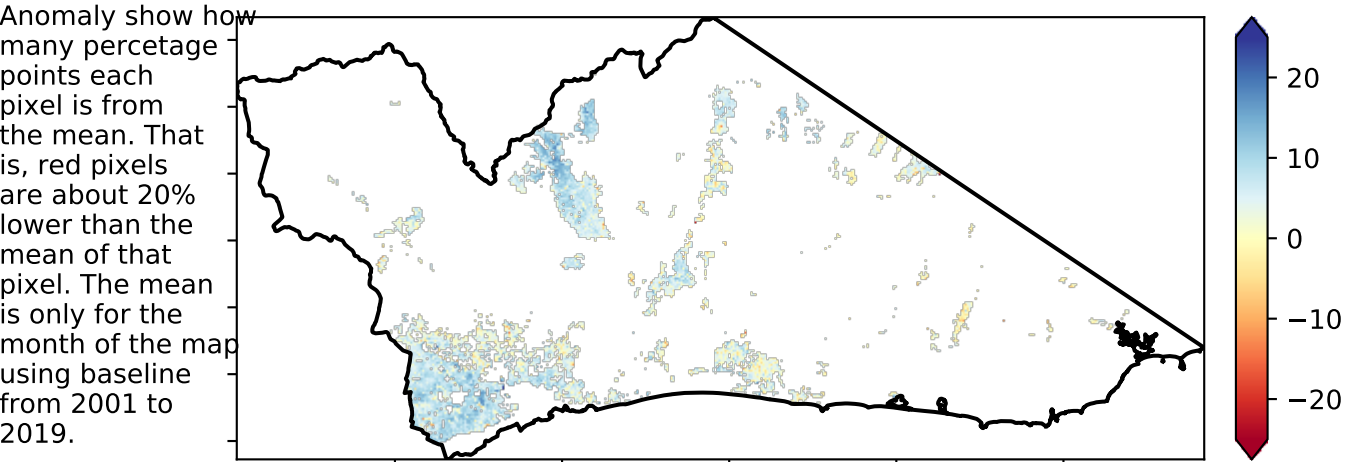 Anomaly show how
many percetage
points each
pixel is from
the mean. That
is, red pixels
are about 20%
lower than the
mean of that
pixel. The mean
is only for the
month of the map
using baseline
from 2001 to
2019.
20
10
0
−10
−20